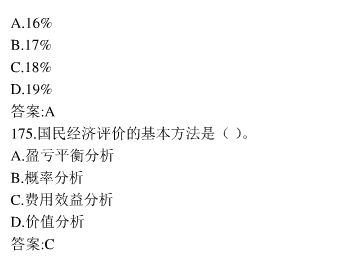 A.16%
B.17%
C.18%
D.19%
答案:A
175.国民经济评价的基本方法是（ ）。
A.盈亏平衡分析
B.概率分析
C.费用效益分析
D.价值分析
答案:C